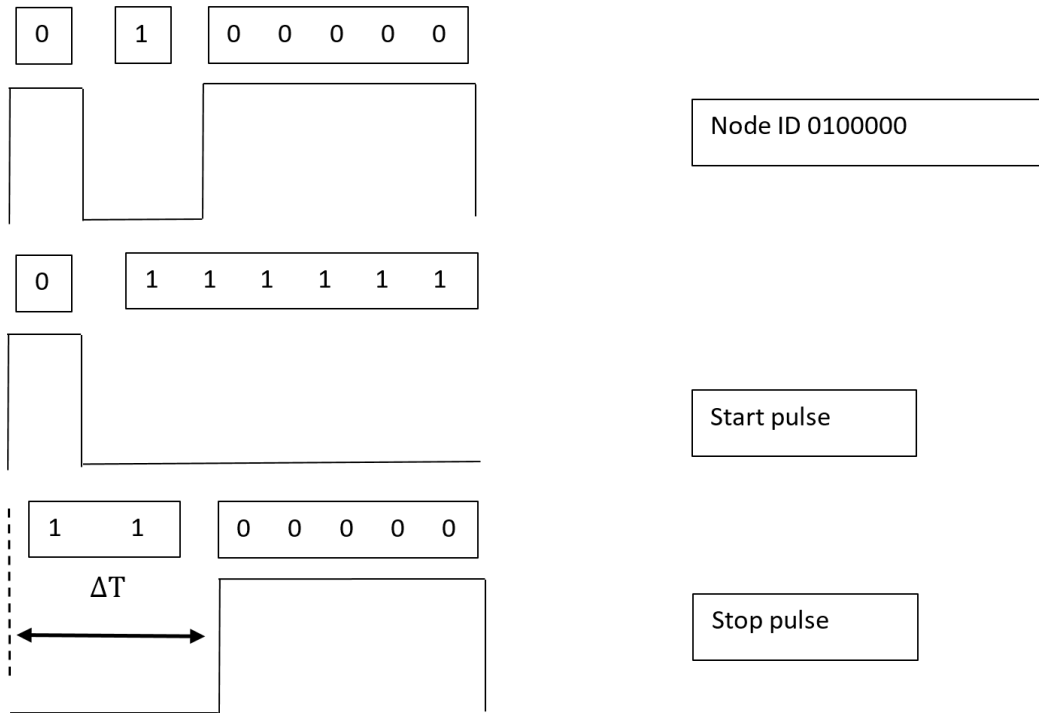 0 1 0 0 0 0 0
Node ID 0100000
0 1 1 1 1 1 1
Start pulse
1 1 0 0 0 0 0
ΔT
Stop pulse